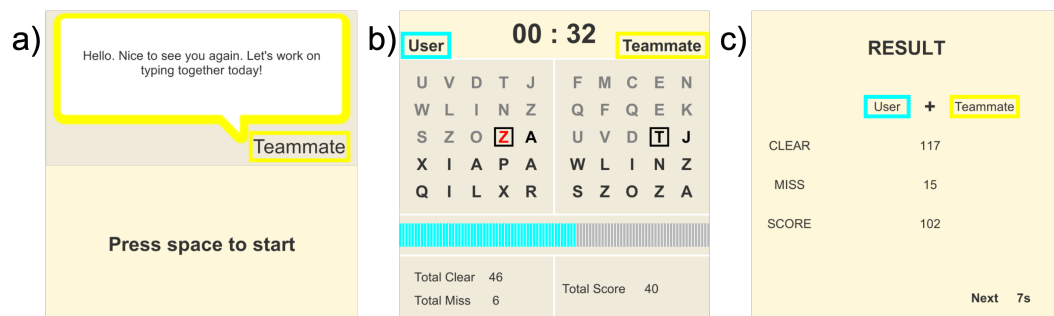 a)
Hello. Nice to see you again. Let's work on
typing together today!
Teammate
Press space to start
b)
User
00 : 32
Teammate
U V D T J
W L I N Z
S Z O Z A
X I A P A
Q I L X R
F M C E N
Q F Q E K
U V D T J
W L I N Z
S Z O Z A
Total Clear 46
Total Miss 6
Total Score 40
c)
RESULT
User + Teammate
CLEAR 117
MISS 15
SCORE 102
Next 7s